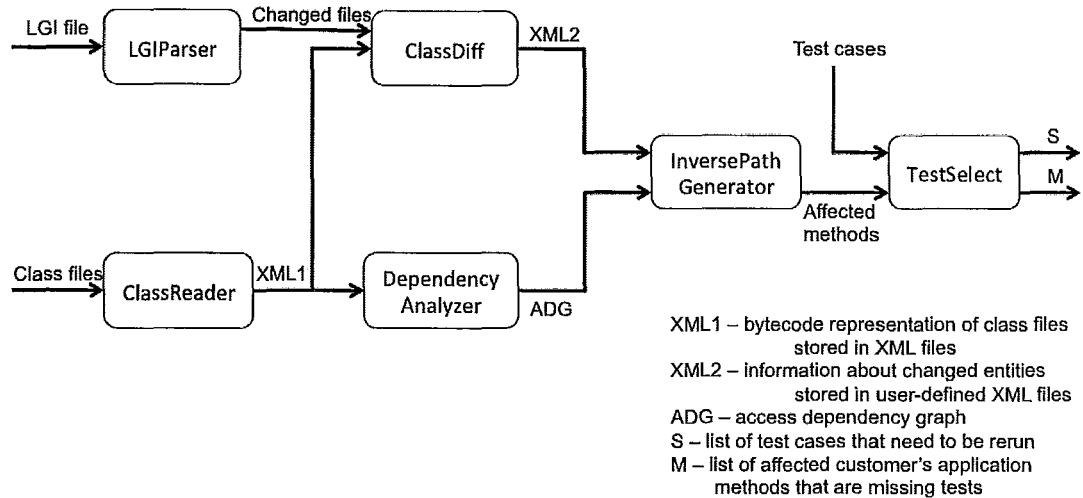 LGI file
LGIParser
Changed files
ClassDiff
XML2
Test cases
InversePath
Generator
Affected
methods
TestSelect
S
M
Class files
ClassReader
XML1
Dependency
Analyzer
ADG
XML1 – bytecode representation of class files
stored in XML files
XML2 – information about changed entities
stored in user-defined XML files
ADG – access dependency graph
S – list of test cases that need to be rerun
M – list of affected customer's application
methods that are missing tests